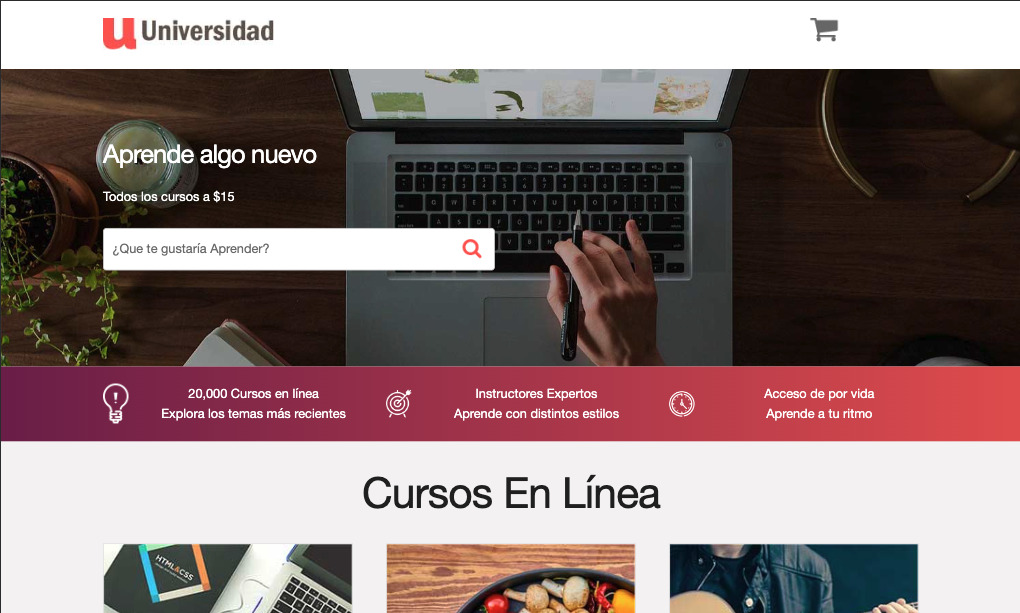 Universidad
Aprende algo nuevo
Todos los cursos a $15
¿Que te gustaría Aprender?
20,000 Cursos en línea
Explora los temas más recientes
Instructores Expertos
Aprende con distintos estilos
Acceso de por vida
Aprende a tu ritmo
Cursos En Línea
HTML&CSS